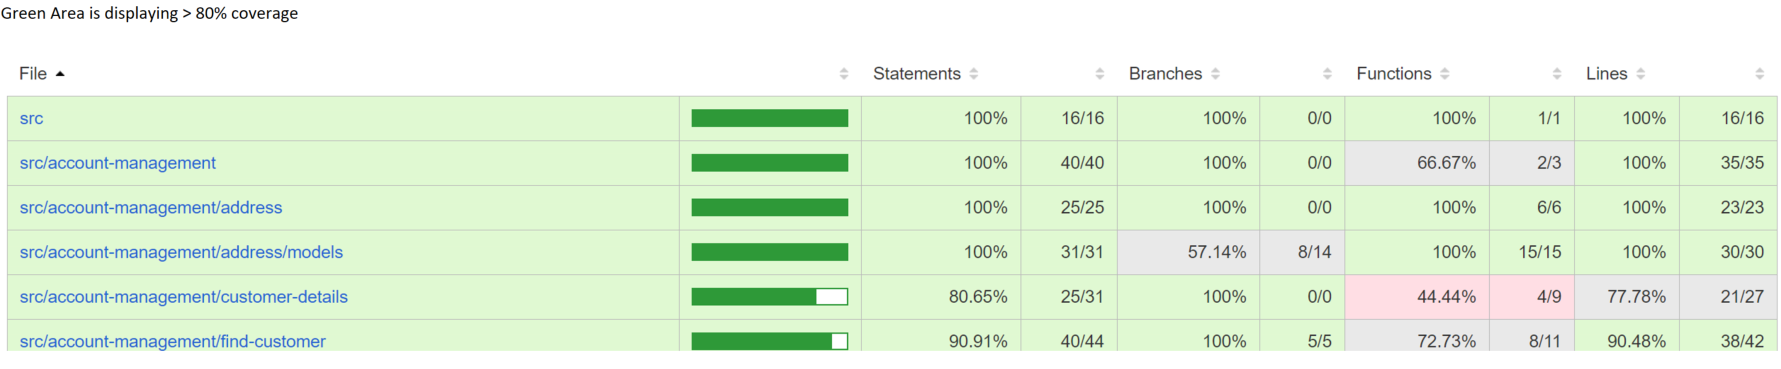 Green Area is displaying > 80% coverage
File Statements Branches Functions Lines
src 100% 16/16 100% 0/0 100% 1/1 100% 16/16
src/account-management 100% 40/40 100% 0/0 66.67% 2/3 100% 35/35
src/account-management/address 100% 25/25 100% 0/0 100% 6/6 100% 23/23
src/account-management/address/models 100% 31/31 57.14% 8/14 100% 15/15 100% 30/30
src/account-management/customer-details 80.65% 25/31 100% 0/0 44.44% 4/9 77.78% 21/27
src/account-management/find-customer 90.91% 40/44 100% 5/5 72.73% 8/11 90.48% 38/42